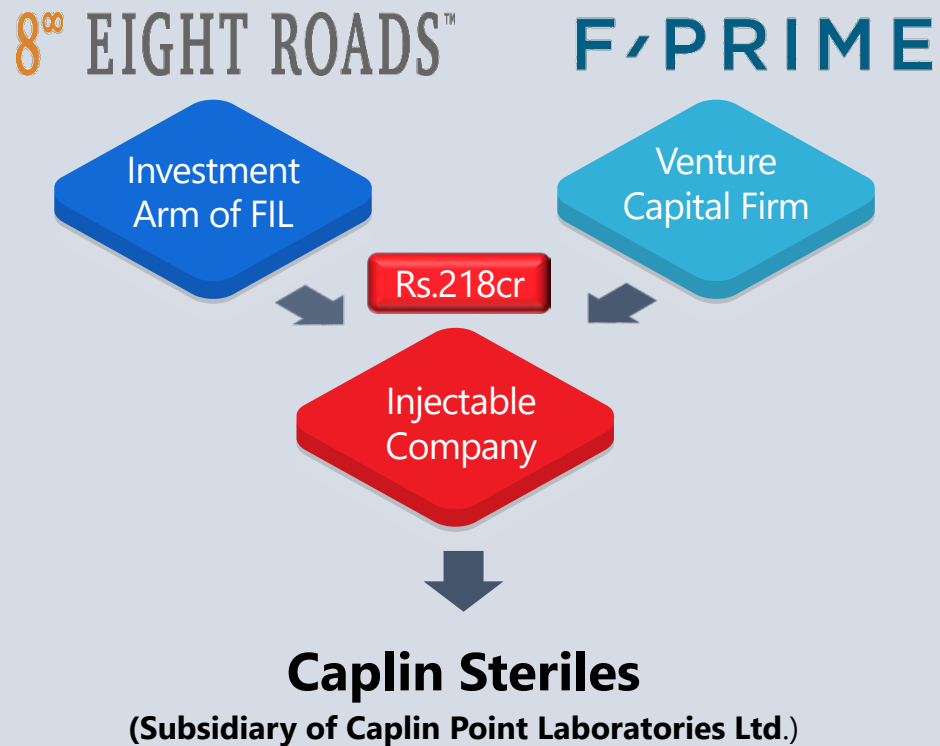 8∞ EIGHT ROADS™
F-PRIME
Investment
Arm of FIL
Venture
Capital Firm
Rs.218cr
Injectable
Company
Caplin Steriles
(Subsidiary of Caplin Point Laboratories Ltd.)